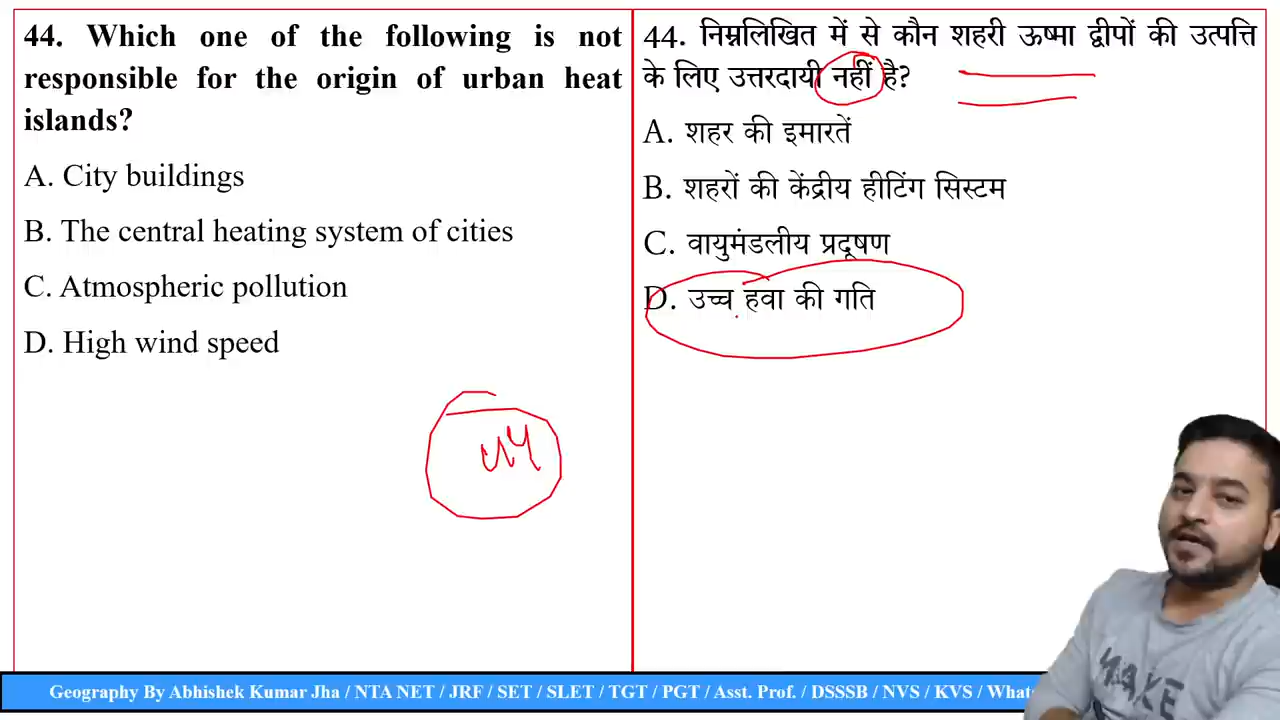 44. Which one of the following is not
responsible for the origin of urban heat
islands?
A. City buildings
B. The central heating system of cities
C. Atmospheric pollution
D. High wind speed
44. निम्नलिखित में से कौन शहरी ऊष्मा द्वीपों की उत्पत्ति
के लिए उत्तरदायी नहीं है?
A. शहर की इमारतें
B. शहरों की केंद्रीय हीटिंग सिस्टम
C. वायुमंडलीय प्रदूषण
D. उच्च हवा की गति
Geography By Abhishek Kumar Jha / NTA NET / JRF / SET / SLET / TGT / PGT / Asst. Prof. / DSSSB / NVS / KVS /